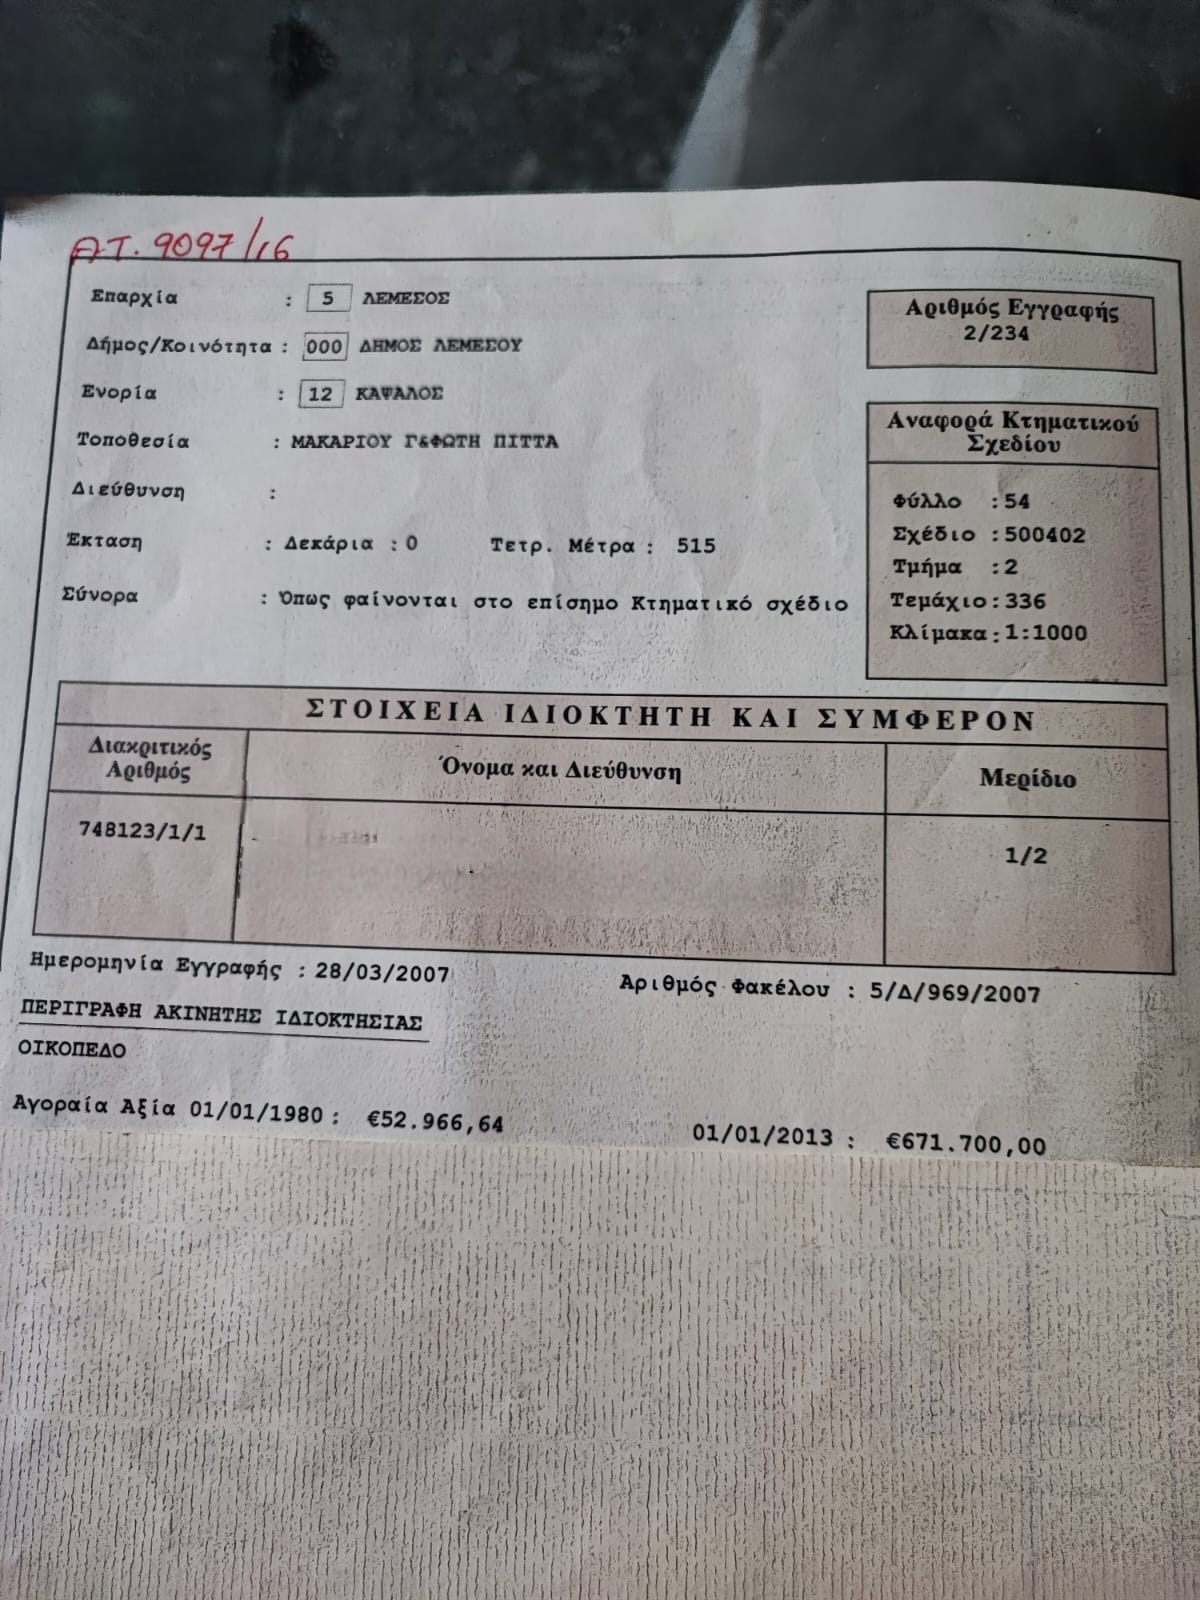 ΑΤ. 9097/16
Επαρχία : 5 ΛΕΜΕΣΟΣ
Αριθμός Εγγραφής
2/234
Δήμος/Κοινότητα : 000 ΔΗΜΟΣ ΛΕΜΕΣΟΥ
Ενορία : 12 ΚΑΨΑΛΟΣ
Τοποθεσία : ΜΑΚΑΡΙΟΥ Γ&ΦΩΤΗ ΠΙΤΤΑ
Διεύθυνση :
Έκταση : Δεκάρια : 0 Τετρ. Μέτρα : 515
Σύνορα : Όπως φαίνονται στο επίσημο Κτηματικό σχέδιο
Αναφορά Κτηματικού
Σχεδίου
Φύλλο : 54
Σχέδιο : 500402
Τμήμα : 2
Τεμάχιο : 336
Κλίμακα : 1:1000
ΣΤΟΙΧΕΙΑ ΙΔΙΟΚΤΗΤΗ ΚΑΙ ΣΥΜΦΕΡΟΝ
Διακριτικός
Αριθμός
Όνομα και Διεύθυνση
Μερίδιο
748123/1/1
1/2
Ημερομηνία Εγγραφής : 28/03/2007
Αριθμός Φακέλου : 5/Δ/969/2007
ΠΕΡΙΓΡΑΦΗ ΑΚΙΝΗΤΗΣ ΙΔΙΟΚΤΗΣΙΑΣ
ΟΙΚΟΠΕΔΟ
Αγοραία Αξία 01/01/1980 : €52.966,64 01/01/2013 : €671.700,00